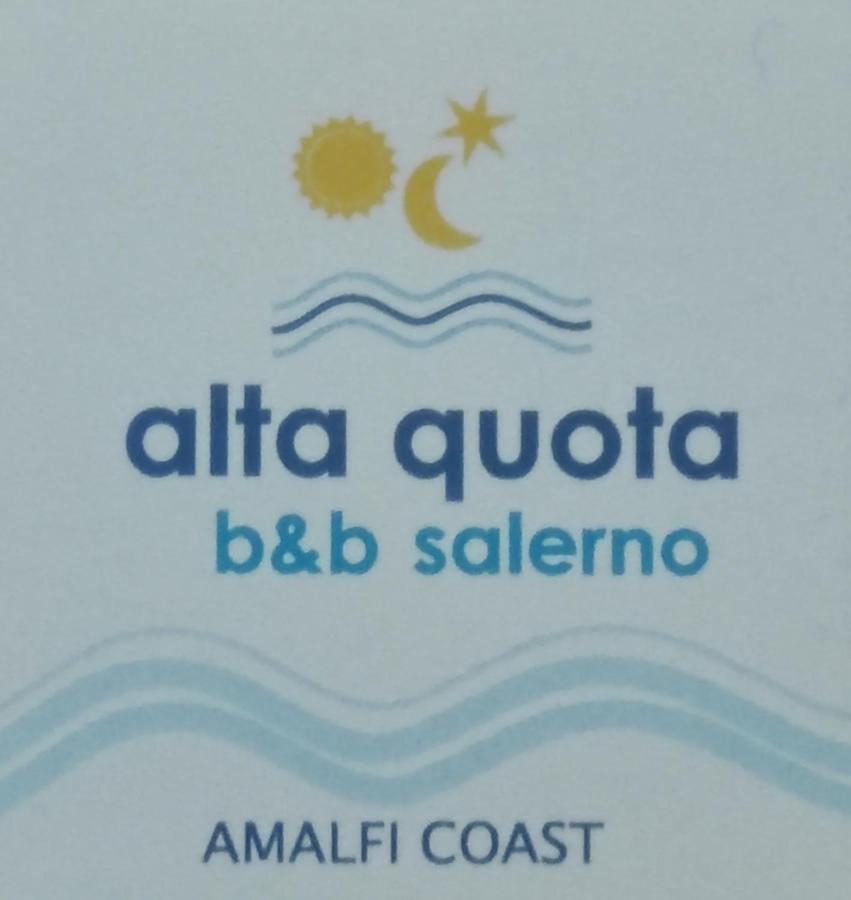 alta quota
b&b salerno
AMALFI COAST